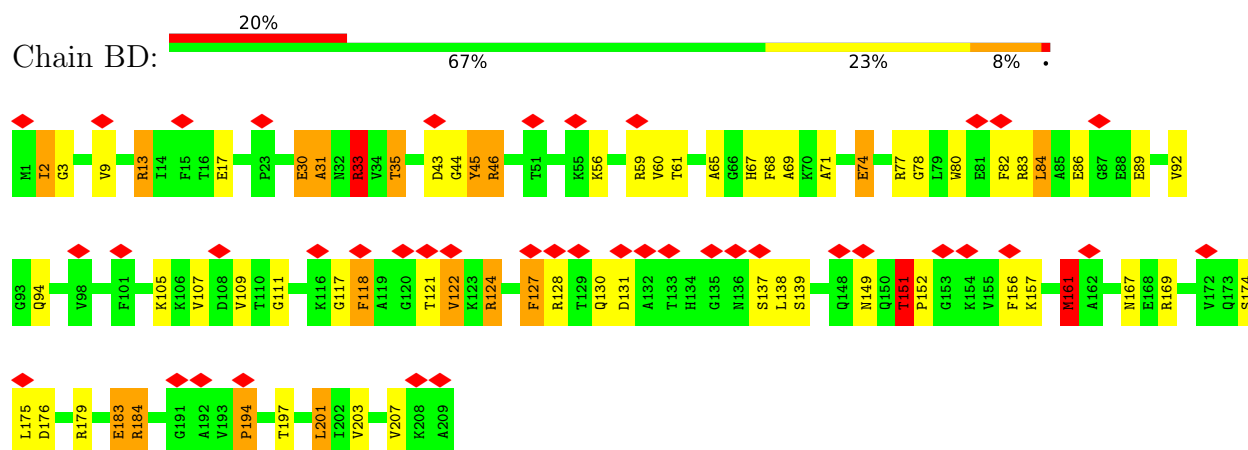 20%
Chain BD:
67% 23% 8% •
M1 I2 G3 V9 R13 I14 F15 T16 E17 P23 E30 A31 N32 R33 V34 T35 D43 G44 Y45 R46 T51 K55 K56 R59 V60 T61 A65 G66 H67 F68 A69 K70 A71 E74 R77 G78 L79 W80 E81 F82 R83 L84 A85 E86 G87 E88 E89 V92
G93 Q94 V98 F101 K105 K106 V107 D108 V109 T110 G111 K116 G117 F118 A119 G120 T121 V122 K123 R124 F127 R128 T129 Q130 D131 A132 T133 H134 G135 N136 S137 L138 S139 Q148 N149 Q150 T151 P152 G153 K154 V155 F156 K157 M161 A162 N167 E168 R169 V172 Q173 S174
L175 D176 R179 E183 R184 G191 A192 V193 P194 T197 L201 I202 V203 V207 K208 A209